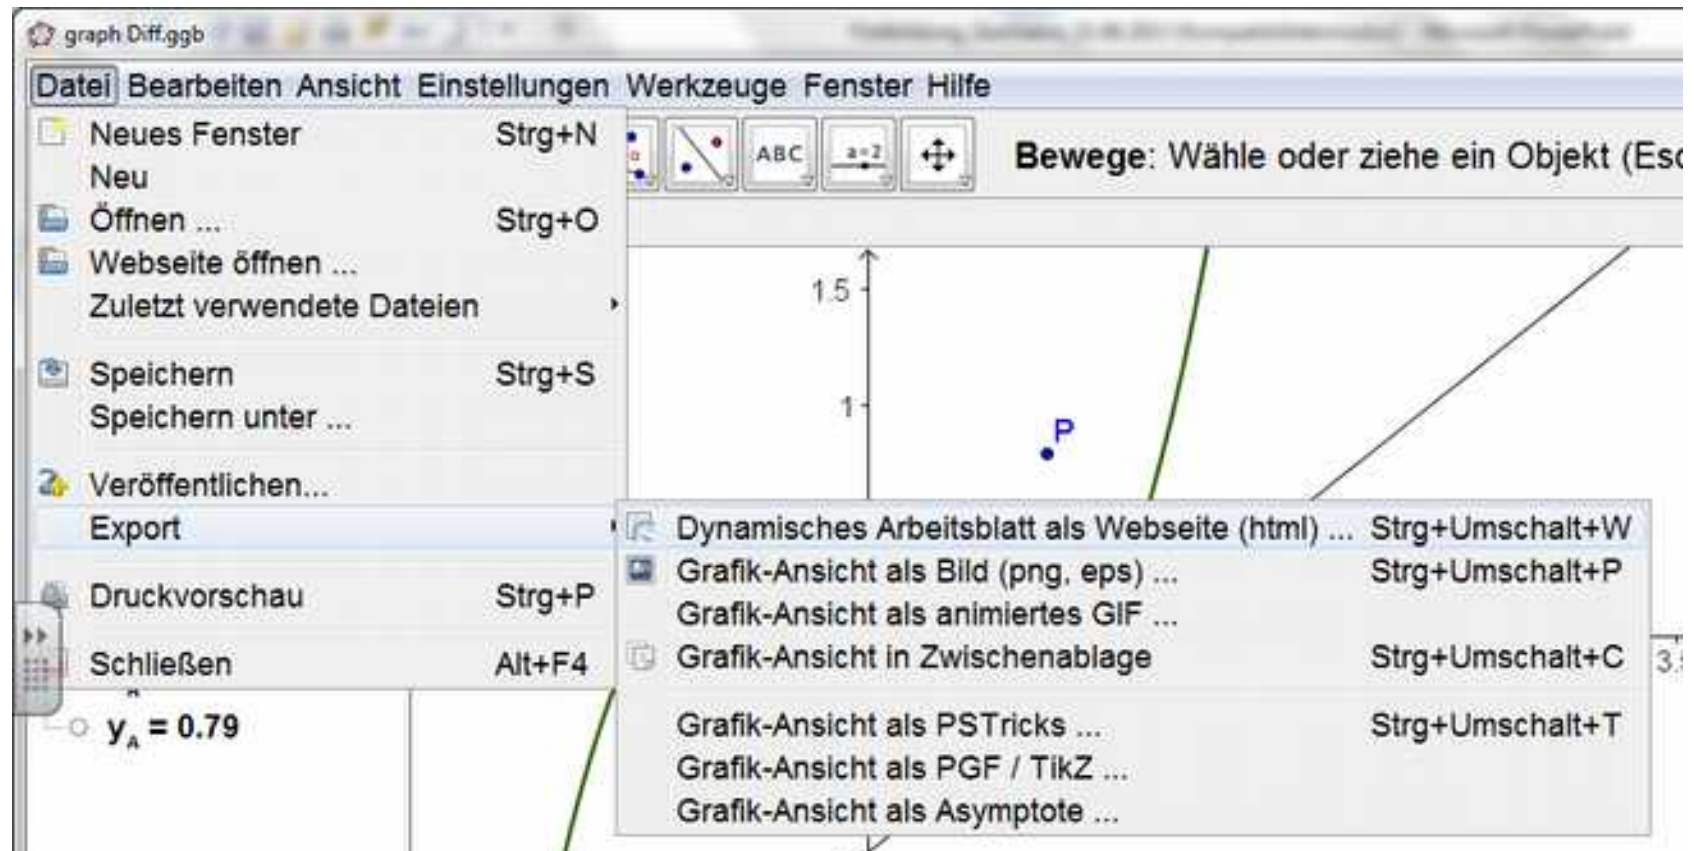 graph Diff.ggb
Datei Bearbeiten Ansicht Einstellungen Werkzeuge Fenster Hilfe
Neues Fenster Strg+N
Neu
Öffnen ... Strg+O
Webseite öffnen ...
Zuletzt verwendete Dateien
Speichern Strg+S
Speichern unter ...
Veröffentlichen...
Export
Druckvorschau Strg+P
Schließen Alt+F4
ABC
a=2
Bewege: Wähle oder ziehe ein Objekt (Esc
1.5
1
P
Dynamisches Arbeitsblatt als Webseite (html) ... Strg+Umschalt+W
Grafik-Ansicht als Bild (png, eps) ... Strg+Umschalt+P
Grafik-Ansicht als animiertes GIF ...
Grafik-Ansicht in Zwischenablage Strg+Umschalt+C
Grafik-Ansicht als PSTricks ... Strg+Umschalt+T
Grafik-Ansicht als PGF / TikZ ...
Grafik-Ansicht als Asymptote ...
y_A = 0.79